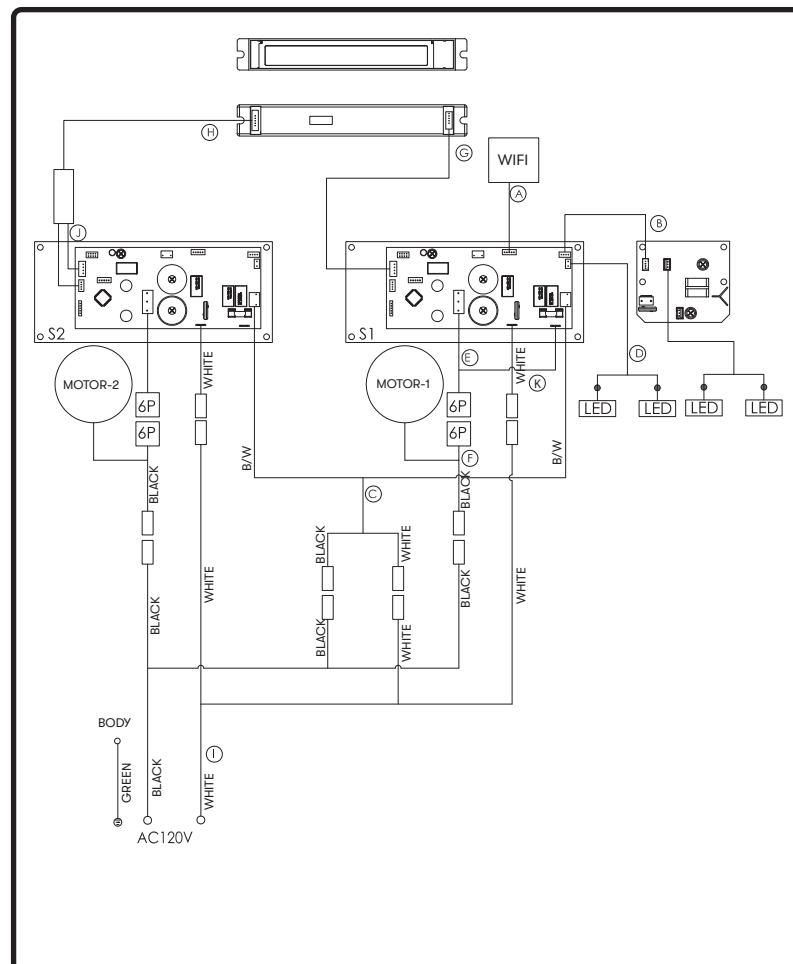 H
G
WIFI
A
B
J
S2
S1
D
E
K
WHITE
WHITE
MOTOR-2
MOTOR-1
6P
6P
6P
6P
LED
LED
LED
LED
B/W
B/W
F
BLACK
BLACK
C
BLACK
WHITE
BLACK
WHITE
BLACK
WHITE
BLACK
WHITE
BODY
GREEN
BLACK
I
WHITE
AC120V